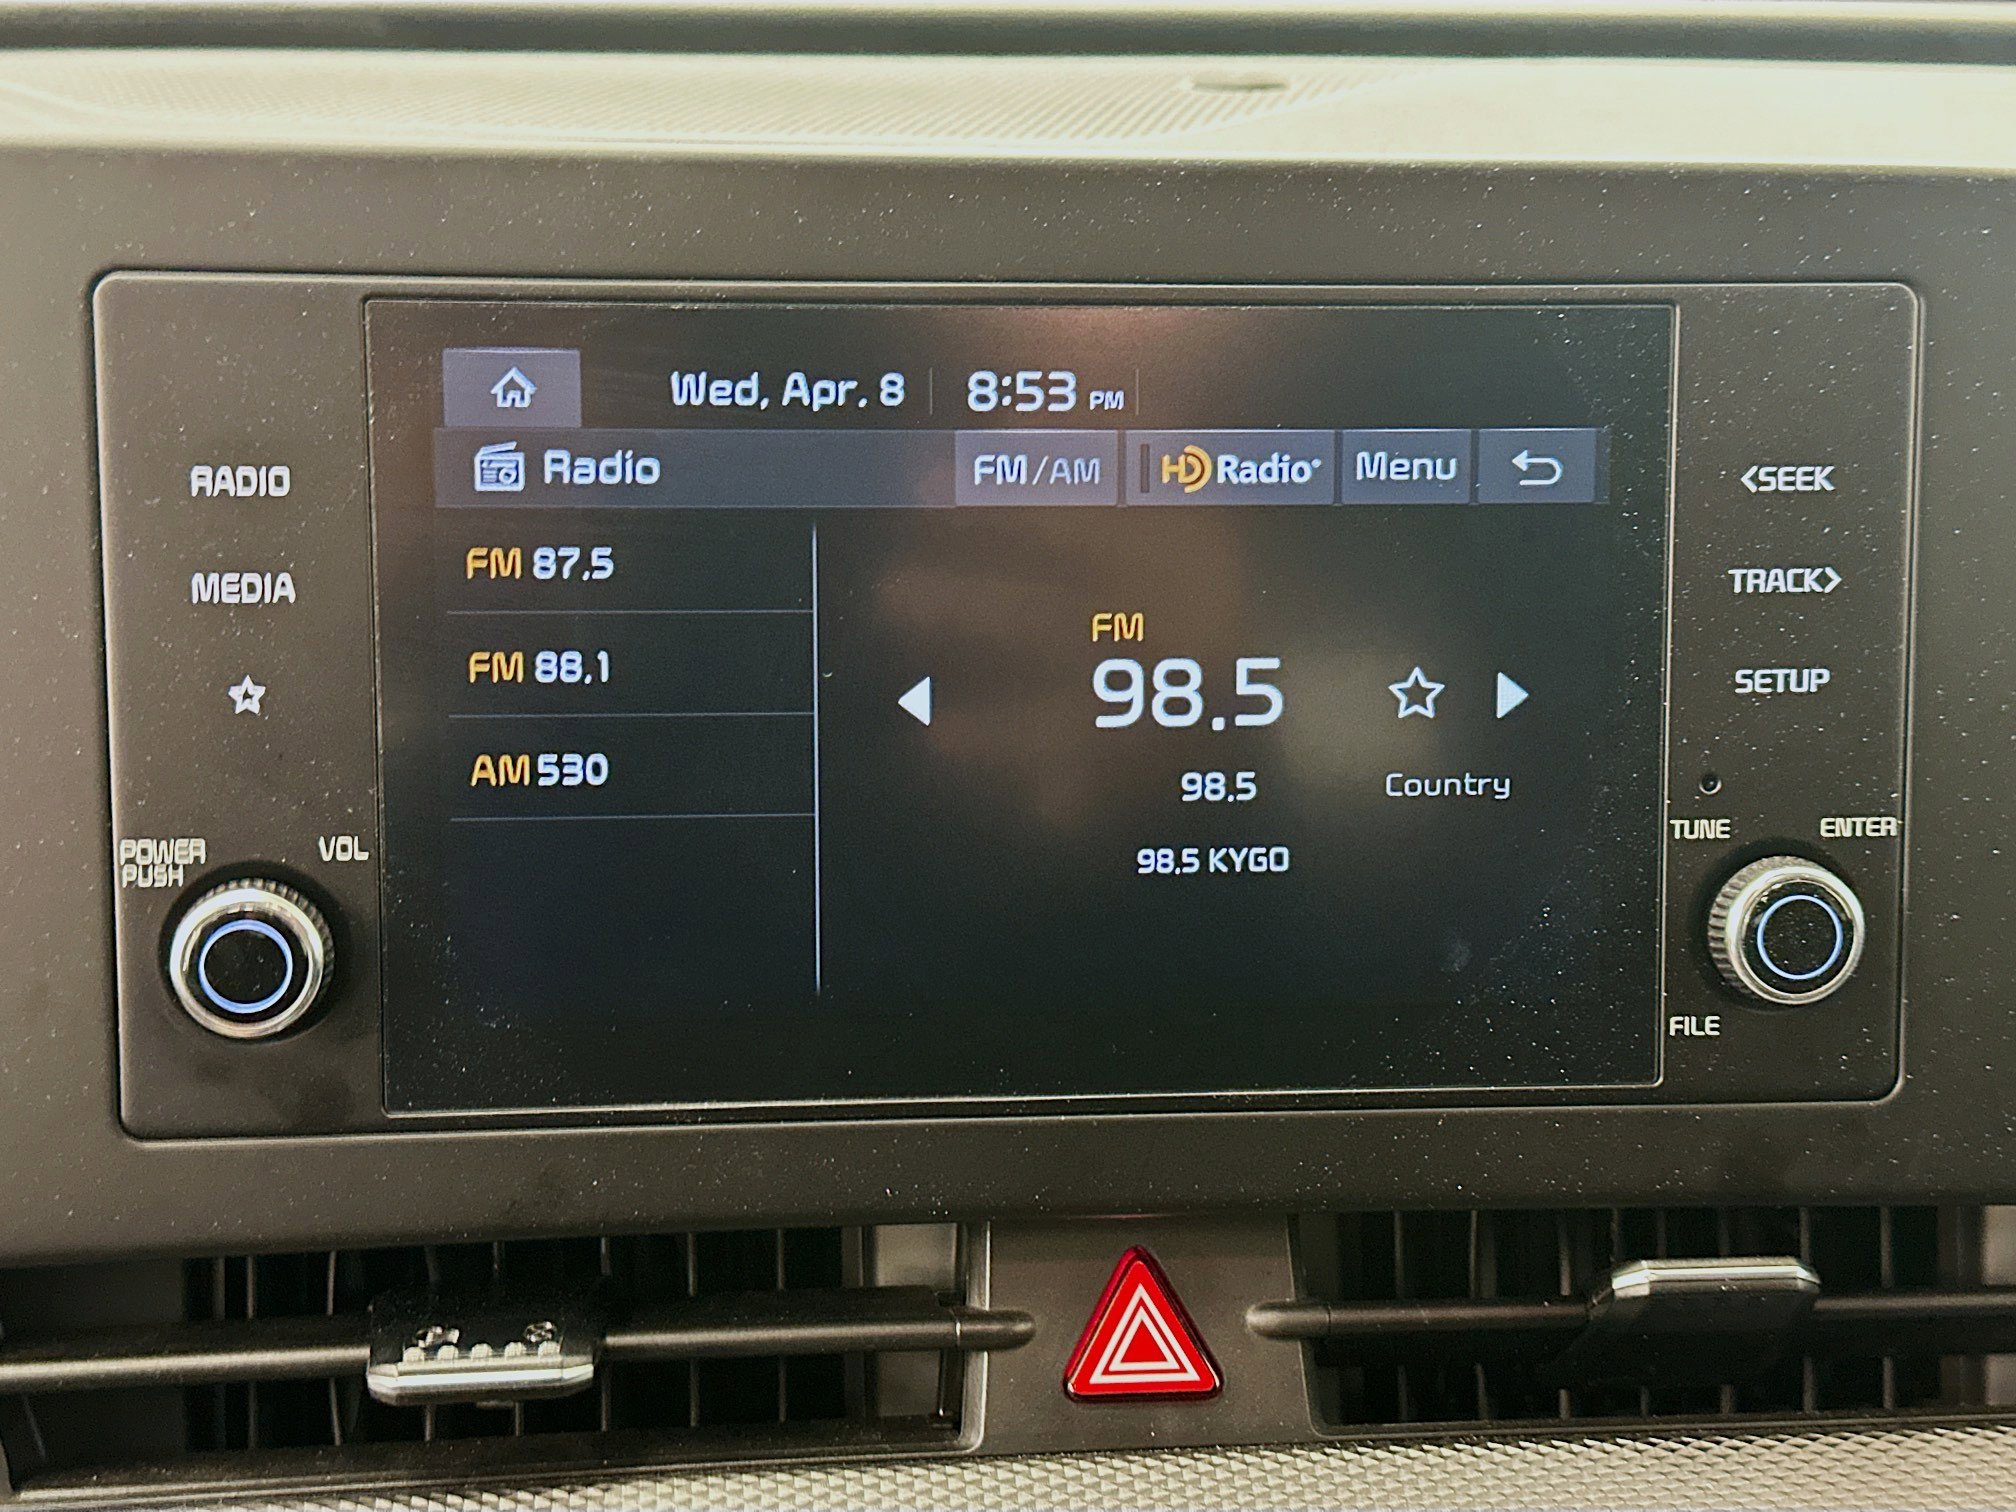 Wed, Apr. 8 8:53 PM
Radio FM/AM HD Radio® Menu
RADIO
MEDIA
POWER
PUSH
VOL
FM 87.5
FM 88.1
AM 530
FM
98.5
98.5 Country
98.5 KYGO
<SEEK
TRACK>
SETUP
TUNE ENTER
FILE